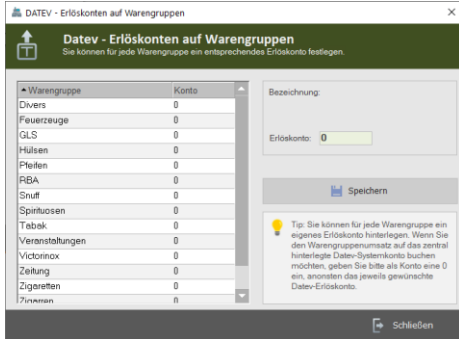 DATEV - Erlöskonten auf Warengruppen
Datev - Erlöskonten auf Warengruppen
Sie können für jede Warengruppe ein entsprechendes Erlöskonto festlegen.
Warengruppe Konto
Divers 0
Feuerzeuge 0
GLS 0
Hülsen 0
Pfeifen 0
RBA 0
Snuff 0
Spirituosen 0
Tabak 0
Veranstaltungen 0
Victorinox 0
Zeitung 0
Zigaretten 0
Zigarren 0
Bezeichnung:
Erlöskonto: 0
Speichern
Tip: Sie können für jede Warengruppe ein
eigenes Erlöskonto hinterlegen. Wenn Sie
den Warengruppenumsatz auf das zentral
hinterlegte Datev-Systemkonto buchen
möchten, geben Sie bitte als Konto eine 0
ein, anonsten das jeweils gewünschte
Datev-Erlöskonto.
Schließen